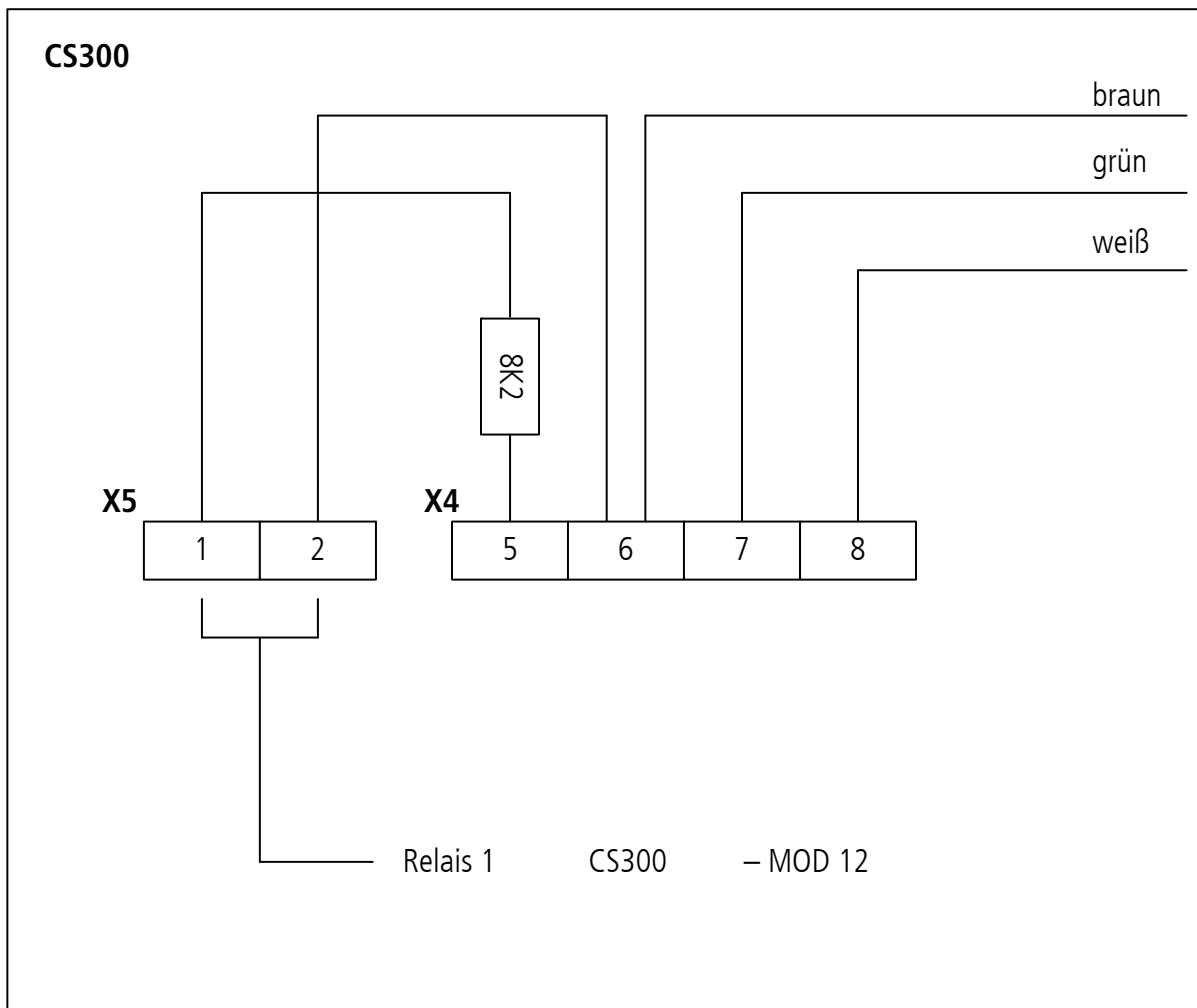 CS300
braun
grün
weiß
8K2
X5
X4
1
2
5
6
7
8
Relais 1 CS300 – MOD 12